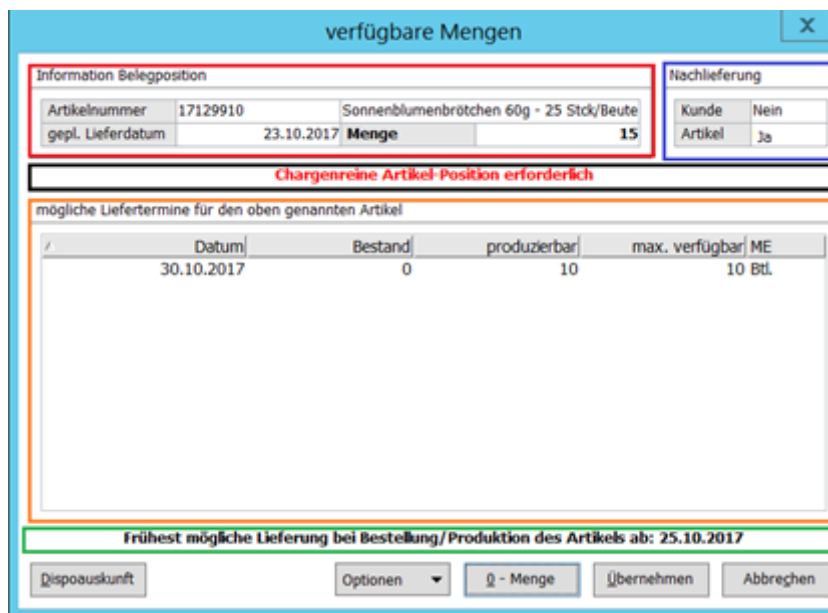 verfügbare Mengen
X
Information Belegposition
Nachlieferung
Artikelnummer 17129910 Sonnenblumenbrötchen 60g - 25 Stck/Beute
Kunde Nein
gepl. Lieferdatum 23.10.2017 Menge 15
Artikel Ja
Chargenreine Artikel-Position erforderlich
mögliche Liefertermine für den oben genannten Artikel
Datum Bestand produzierbar max. verfügbar ME
30.10.2017 0 10 10 Btl.
Frühest mögliche Lieferung bei Bestellung/Produktion des Artikels ab: 25.10.2017
Dispoauskunft Optionen 0 - Menge Übernehmen Abbrechen